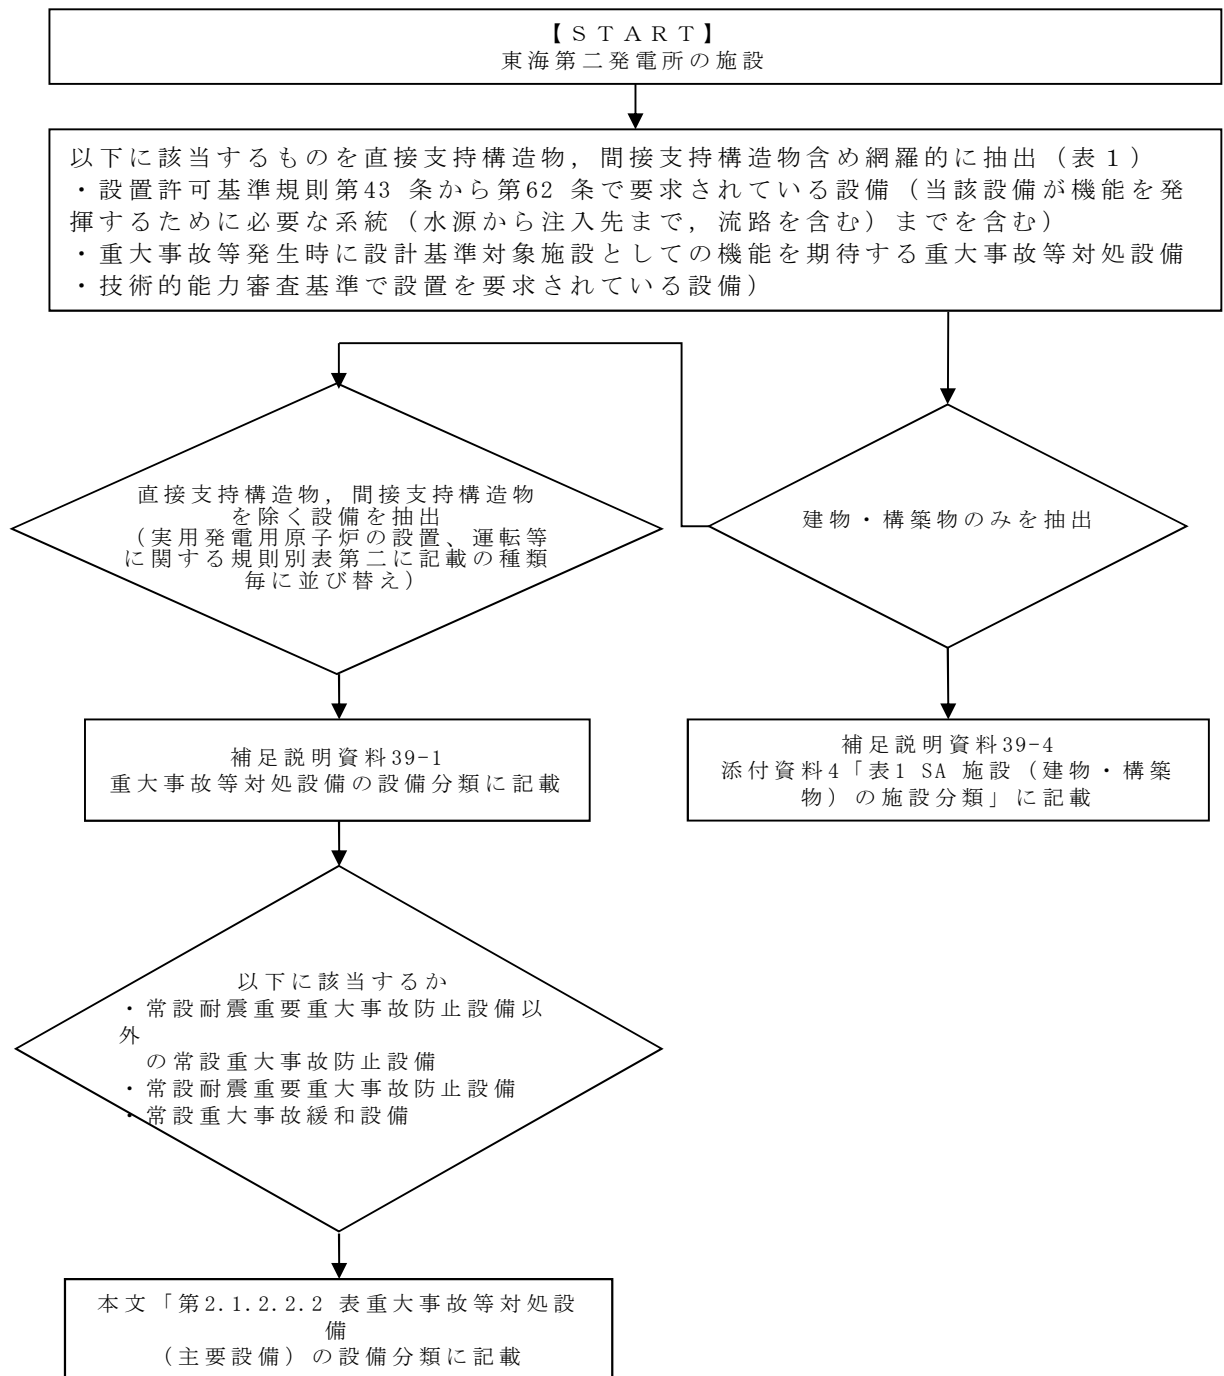 【START】
東海第二発電所の施設
以下に該当するものを直接支持構造物，間接支持構造物含め網羅的に抽出（表１）
・設置許可基準規則第43 条から第62 条で要求されている設備（当該設備が機能を発
揮するために必要な系統（水源から注入先まで，流路を含む）までを含む）
・重大事故等発生時に設計基準対象施設としての機能を期待する重大事故等対処設備
・技術的能力審査基準で設置を要求されている設備）
建物・構築物のみを抽出
直接支持構造物，間接支持構造物
を除く設備を抽出
（実用発電用原子炉の設置、運転等
に関する規則別表第二に記載の種類
毎に並び替え）
補足説明資料39-1
重大事故等対処設備の設備分類に記載
補足説明資料39-4
添付資料4「表1 SA 施設（建物・構築
物）の施設分類」に記載
以下に該当するか
・常設耐震重要重大事故防止設備以
外
の常設重大事故防止設備
・常設耐震重要重大事故防止設備
・常設重大事故緩和設備
本文「第2.1.2.2.2 表重大事故等対処設
備
（主要設備）の設備分類に記載